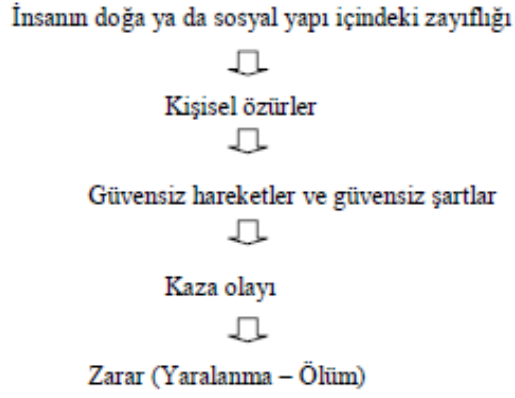 İnsanın doğa ya da sosyal yapı içindeki zayıflığı
Kişisel özürler
Güvensiz hareketler ve güvensiz şartlar
Kaza olayı
Zarar (Yaralanma – Ölüm)